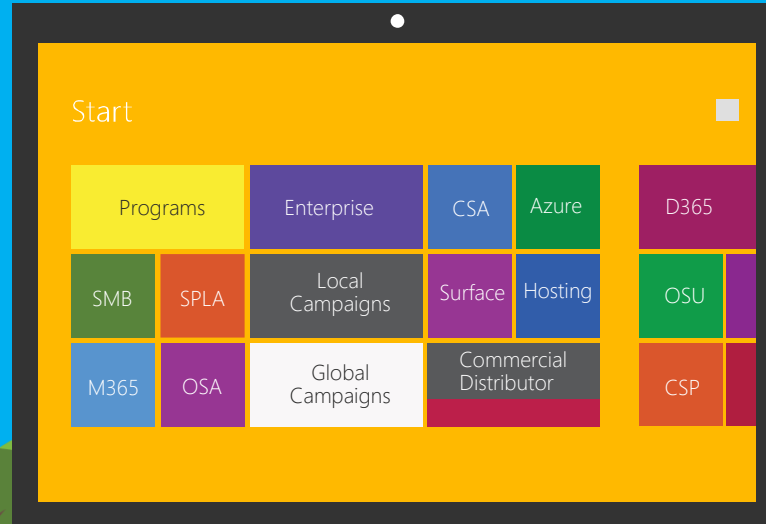 Start
Programs
Enterprise
CSA
Azure
D365
SMB
SPLA
Local
Campaigns
Surface
Hosting
OSU
M365
OSA
Global
Campaigns
Commercial
Distributor
CSP